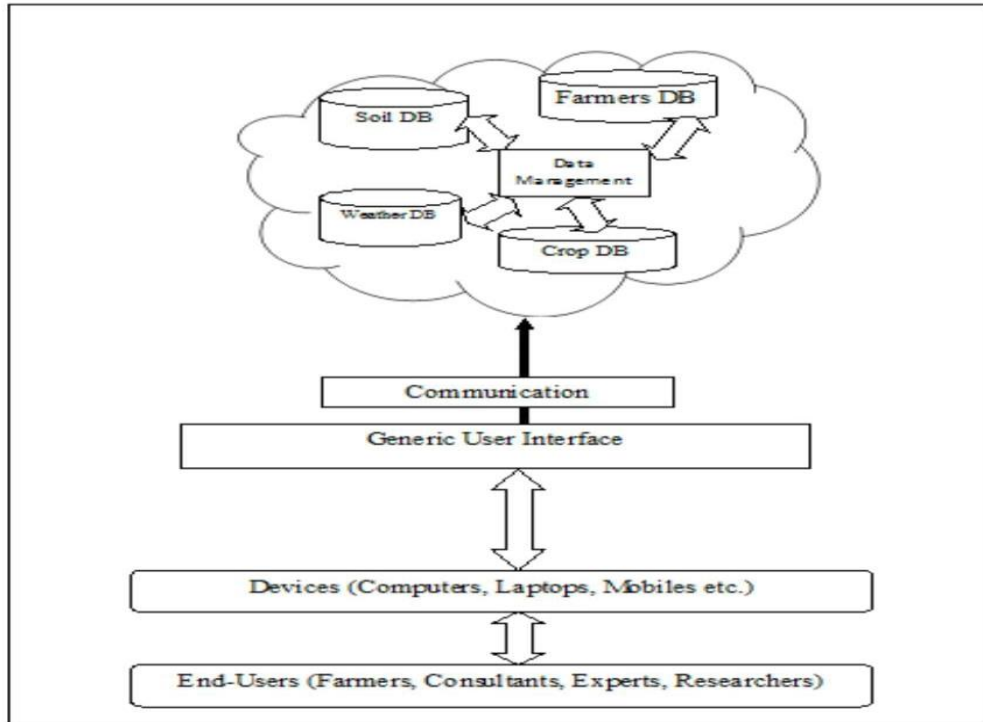 Soil DB
Farmers DB
Data
Management
Weather DB
Crop DB
Communication
Generic User Interface
Devices (Computers, Laptops, Mobiles etc.)
End-Users (Farmers, Consultants, Experts, Researchers)